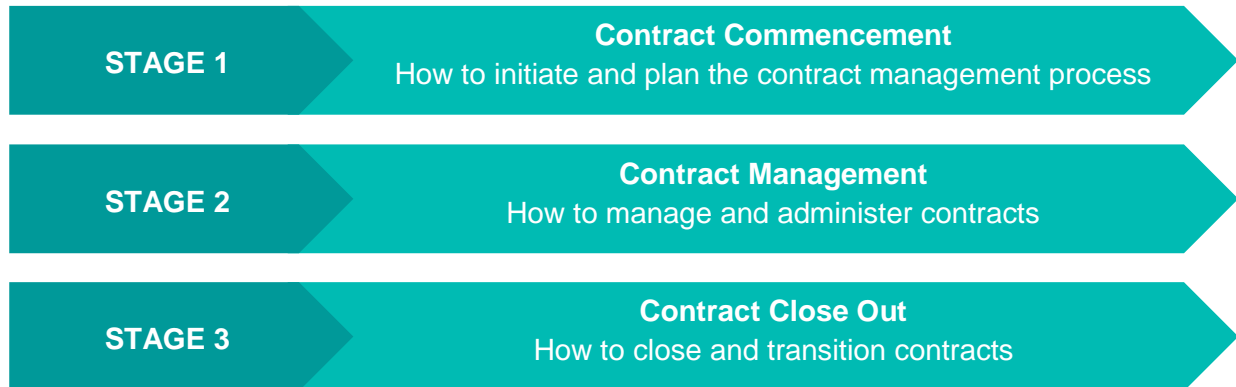 STAGE 1
Contract Commencement
How to initiate and plan the contract management process
STAGE 2
Contract Management
How to manage and administer contracts
STAGE 3
Contract Close Out
How to close and transition contracts